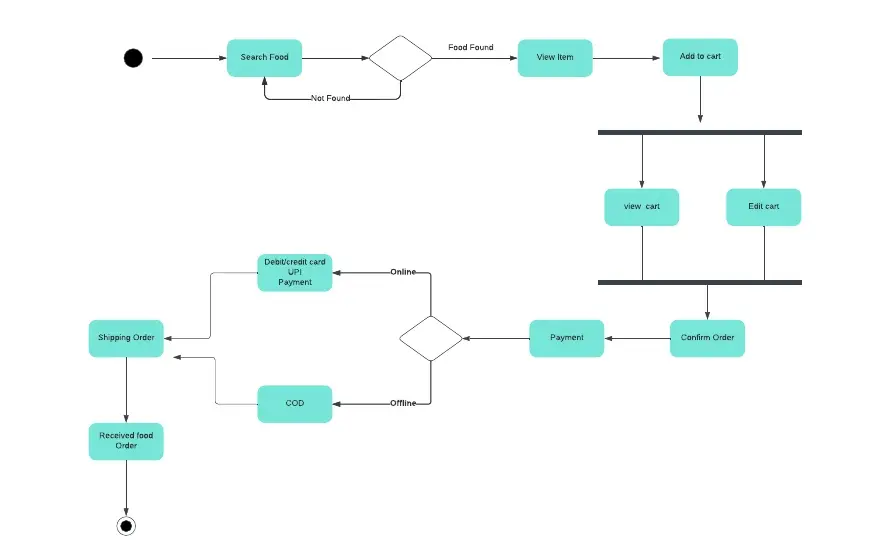 Search Food
Food Found
View Item
Add to cart
Not Found
view cart
Edit cart
Debit/credit card
UPI
Payment
Online
Shipping Order
Payment
Confirm Order
COD
Offline
Received food
Order